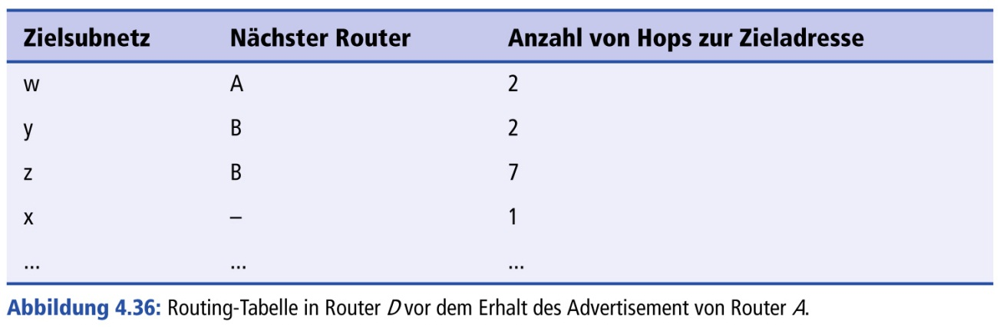 Zielsubnetz Nächster Router Anzahl von Hops zur Zieladresse
w A 2
y B 2
z B 7
x – 1
... ... ...
Abbildung 4.36: Routing-Tabelle in Router D vor dem Erhalt des Advertisement von Router A.